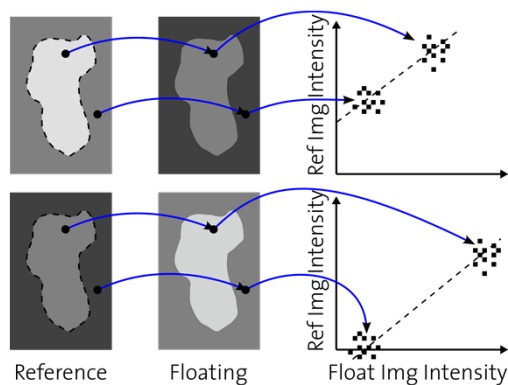 Ref Img Intensity
Ref Img Intensity
Reference
Floating
Float Img Intensity